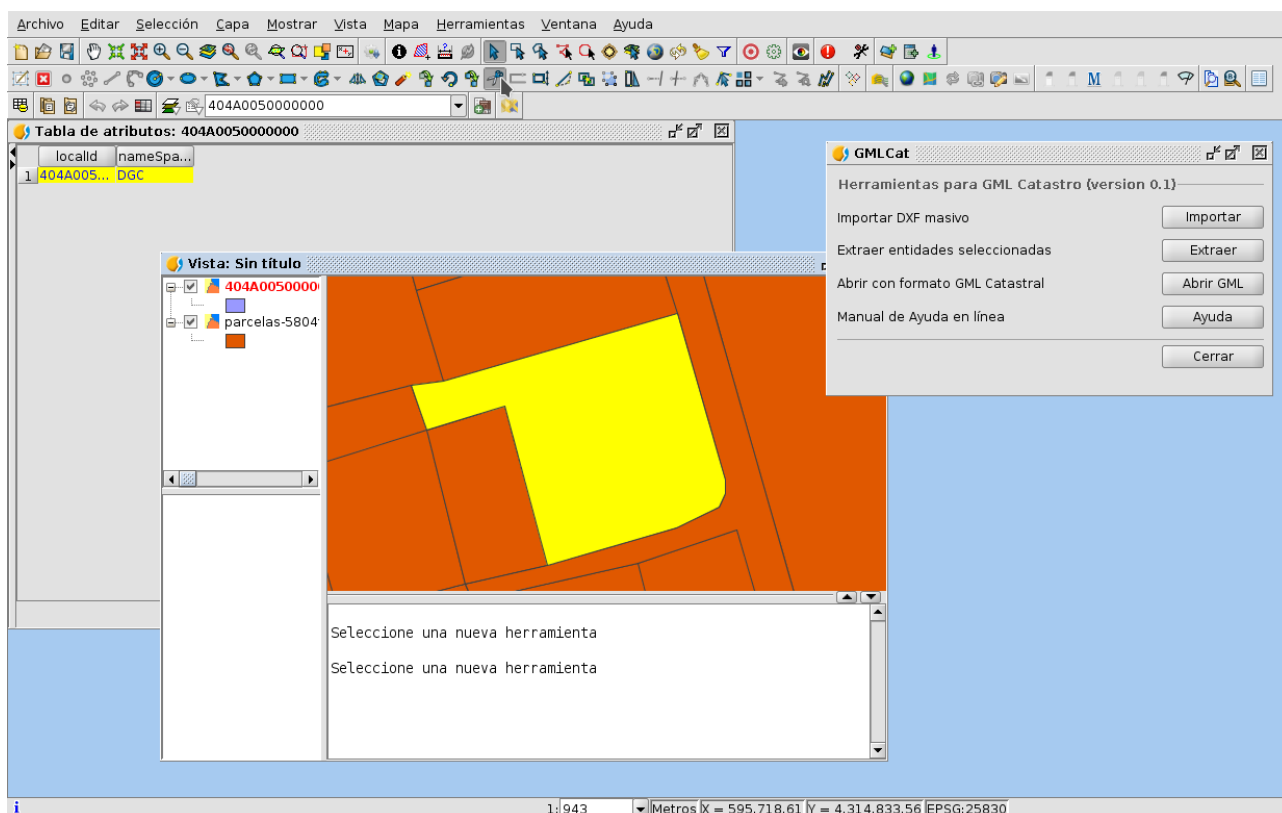 Archivo Editar Selección Capa Mostrar Vista Mapa Herramientas Ventana Ayuda
M
404A0050000000
Tabla de atributos: 404A0050000000
localId nameSpa...
1 404A005... DGC
GMLCat
Herramientas para GML Catastro (version 0.1)
Importar DXF masivo Importar
Extraer entidades seleccionadas Extraer
Abrir con formato GML Catastral Abrir GML
Manual de Ayuda en línea Ayuda
Cerrar
Vista: Sin título
404A0050000
parcelas-5804
Seleccione una nueva herramienta
Seleccione una nueva herramienta
1: 943 Metros X = 595.718,61 Y = 4.314.833,56 EPSG:25830